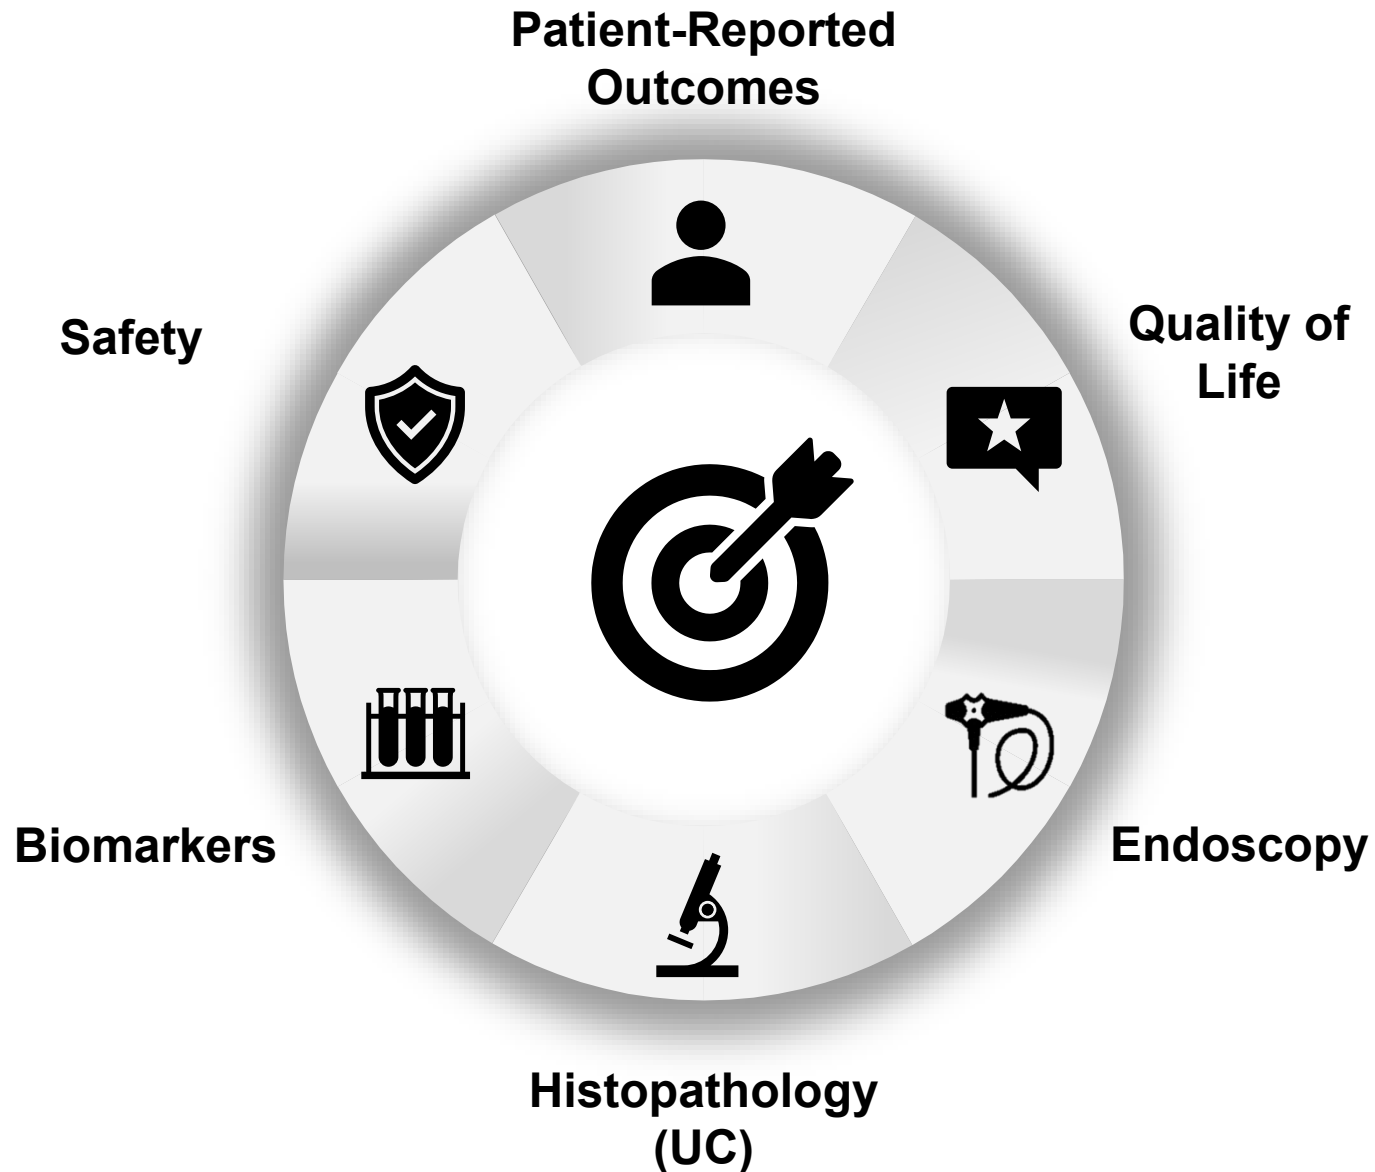 Patient-Reported
Outcomes
Safety
Quality of
Life
Biomarkers
Endoscopy
Histopathology
(UC)